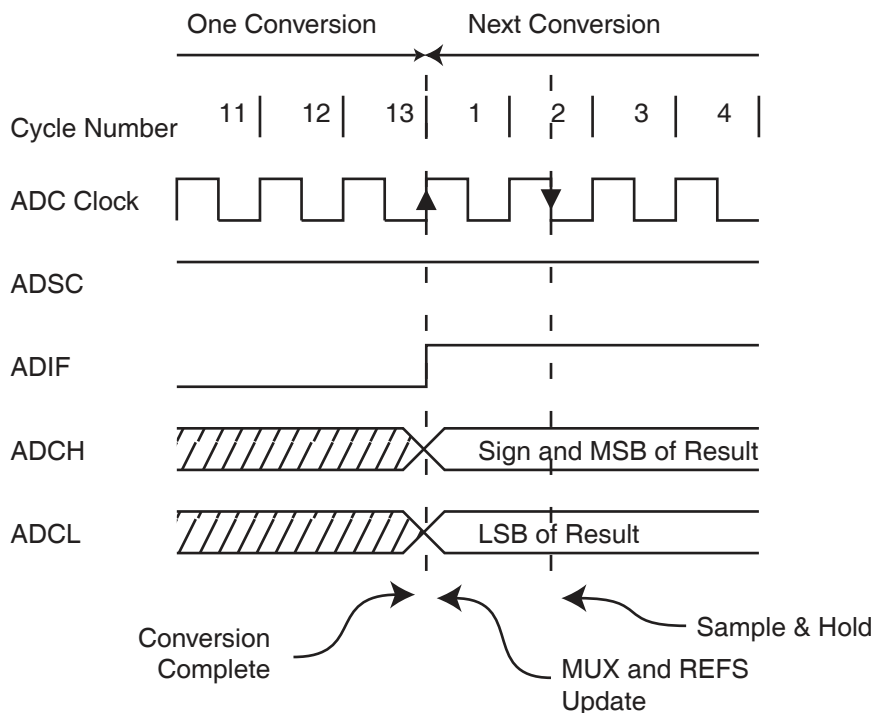 One Conversion Next Conversion
Cycle Number 11 12 13 1 2 3 4
ADC Clock
ADSC
ADIF
ADCH Sign and MSB of Result
ADCL LSB of Result
Conversion
Complete
MUX and REFS
Update
Sample & Hold